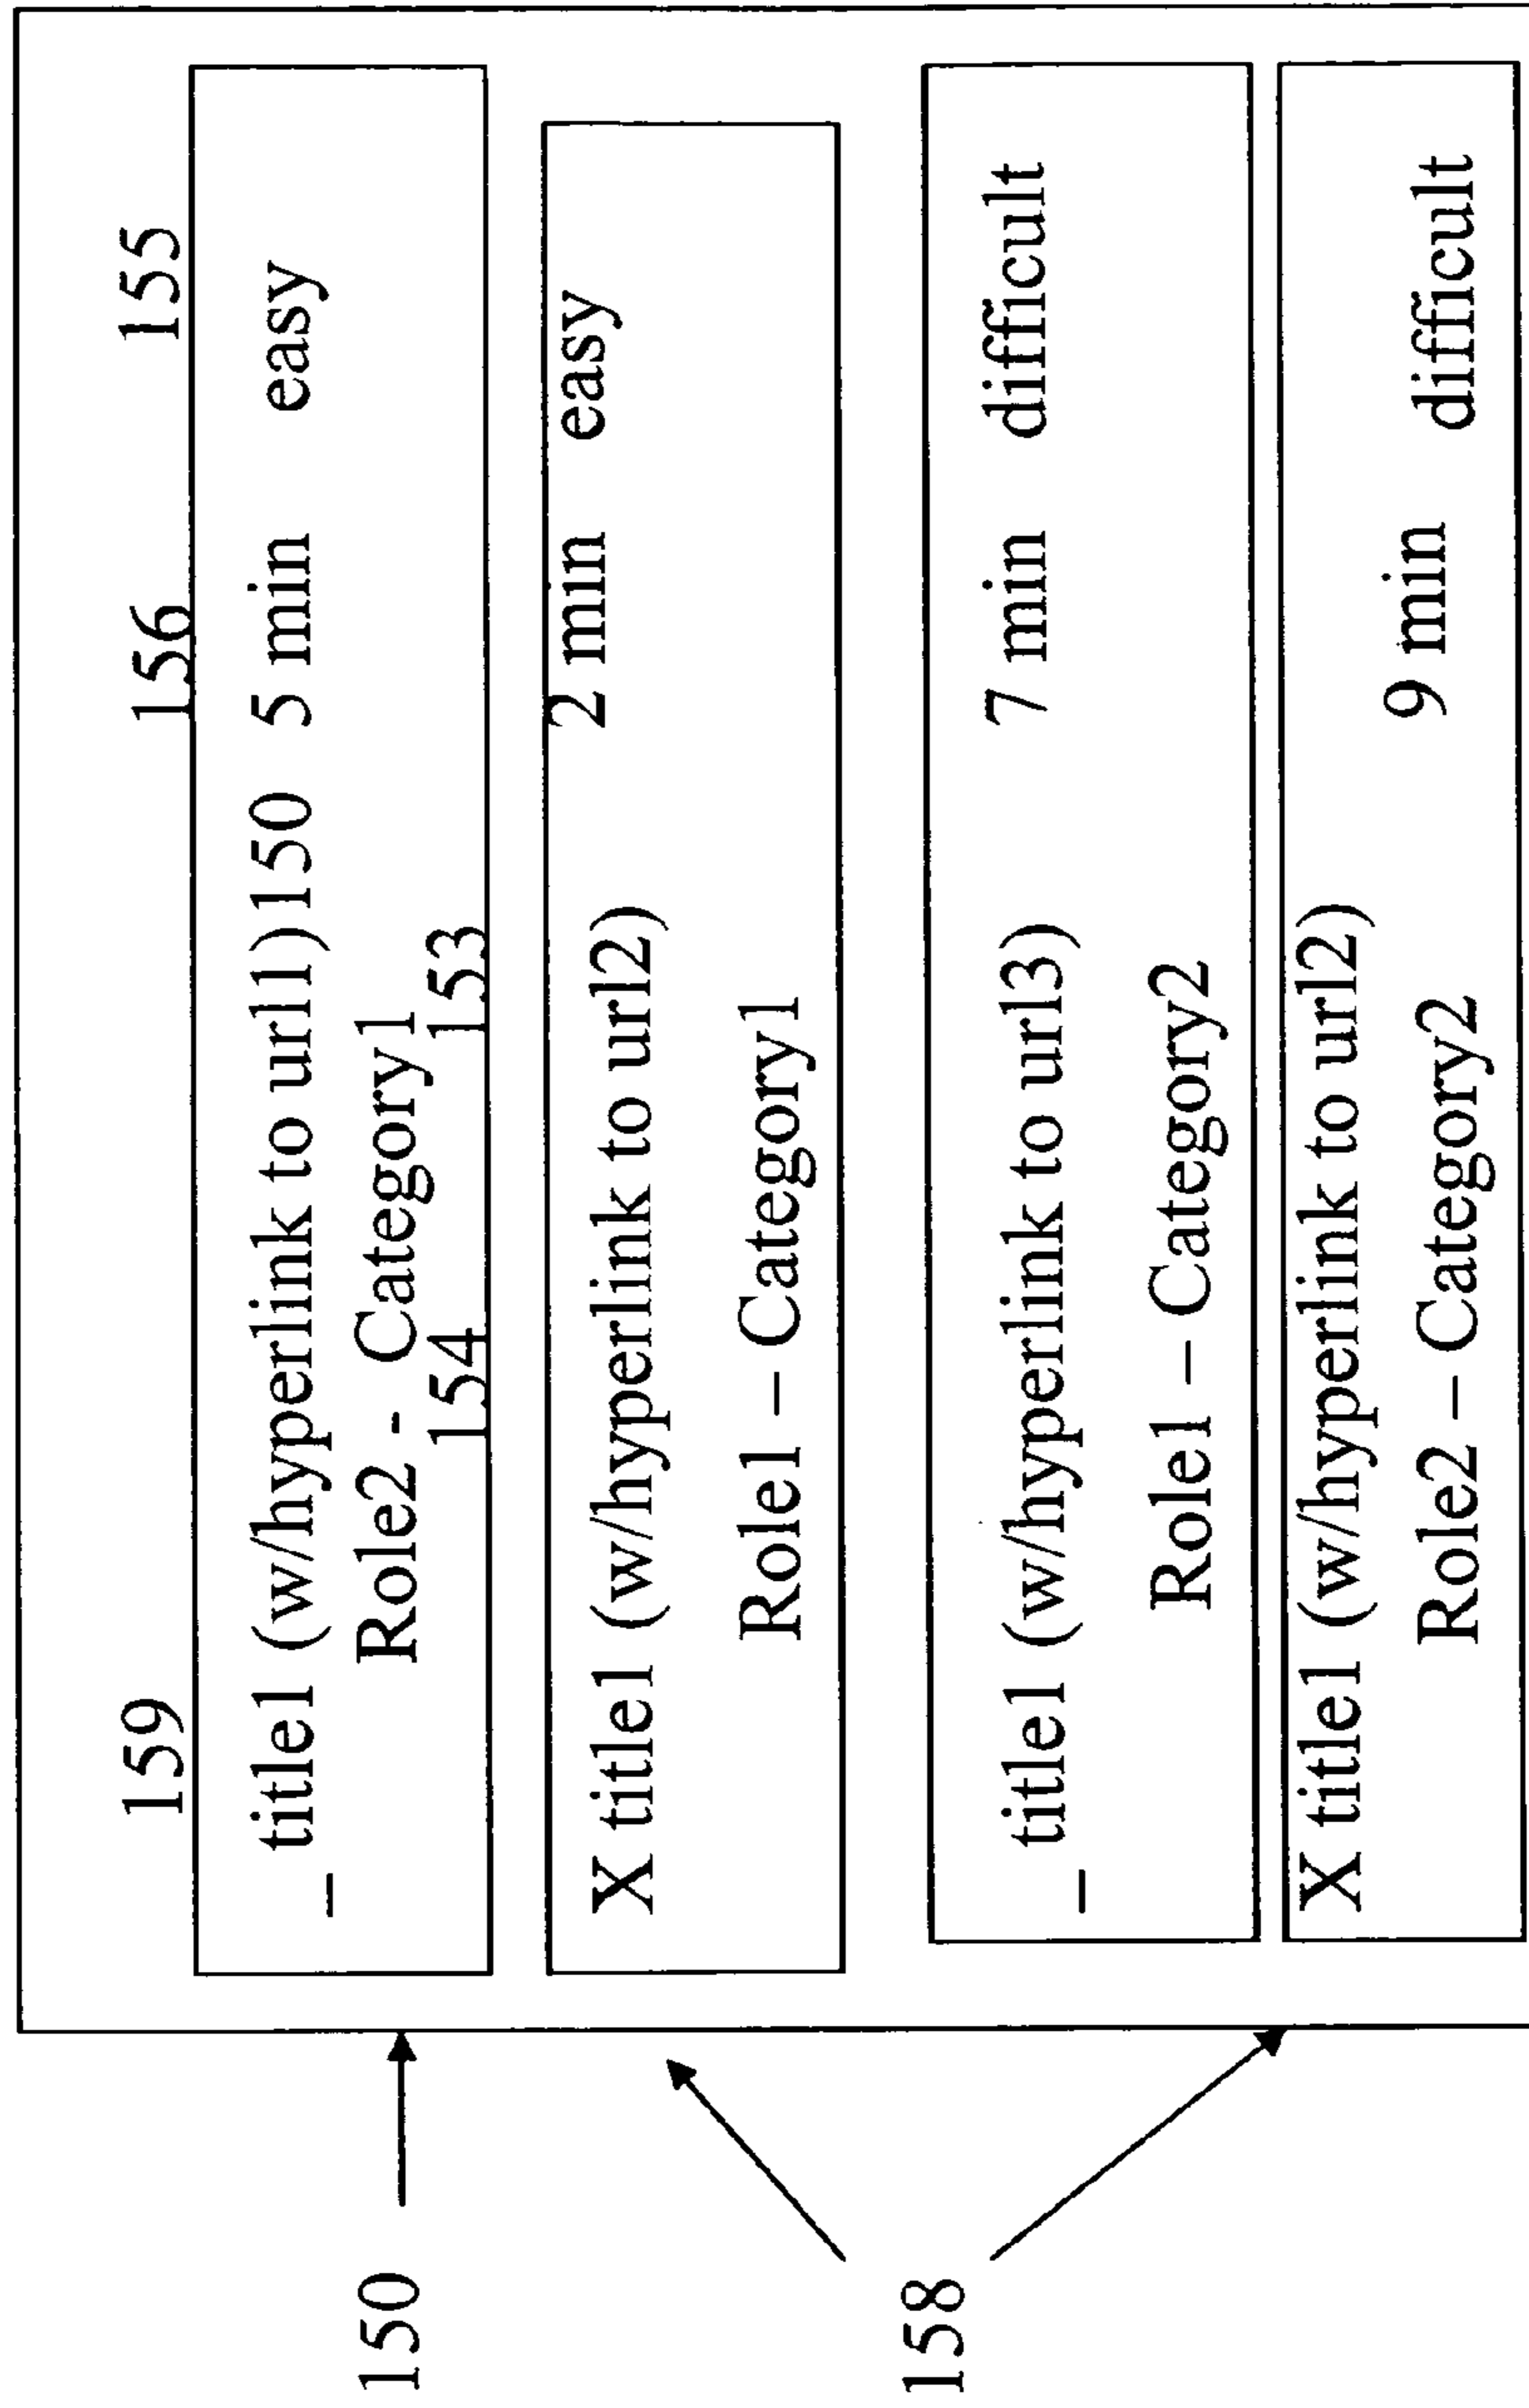 159 156 155
_ title1 (w/hyperlink to url1)150 5 min easy
Role2 - Category1
154 153
150
X title1 (w/hyperlink to url2) 2 min easy
Role1 – Category1
158
_ title1 (w/hyperlink to url3) 7 min difficult
Role1 – Category2
X title1 (w/hyperlink to url2) 9 min difficult
Role2 – Category2